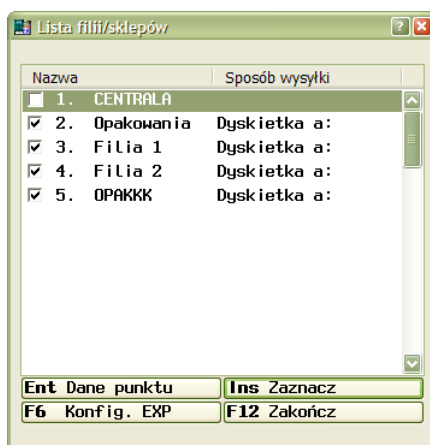 Lista filii/sklepów
Nazwa Sposób wysyłki
1. CENTRALA
2. Opakowania Dyskietka a:
3. Filia 1 Dyskietka a:
4. Filia 2 Dyskietka a:
5. OPAKKK Dyskietka a:
Ent Dane punktu Ins Zaznacz
F6 Konfig. EXP F12 Zakończ